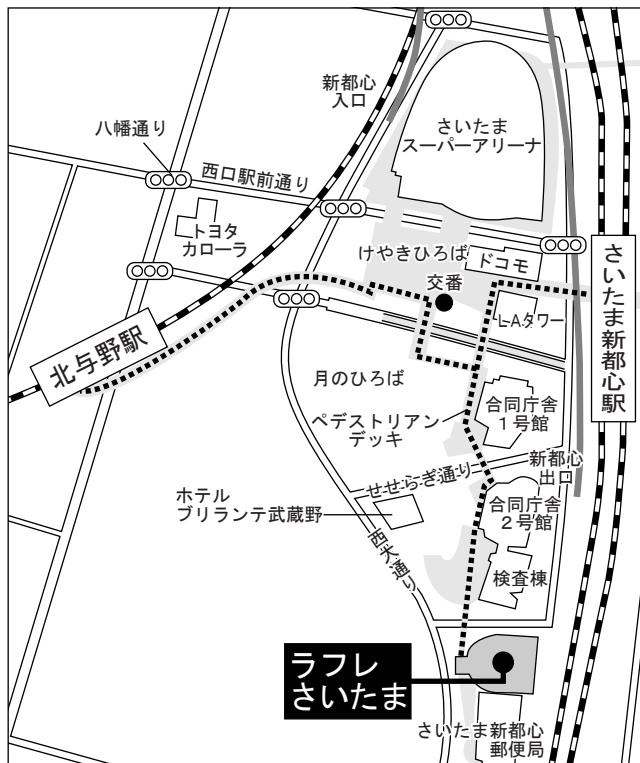 新都心
入口
さいたま
スーパーアリーナ
八幡通り
西口駅前通り
トヨタ
カローラ
けやきひろば
ドコモ
交番
さいたま新都心駅
L-Aタワー
北与野駅
月のひろば
ペデストリアン
デッキ
合同庁舎
1号館
新都心
出口
せせらぎ通り
ホテル
ブリランテ武蔵野
合同庁舎
2号館
西大通り
検査棟
ラフレ
さいたま
さいたま新都心
郵便局